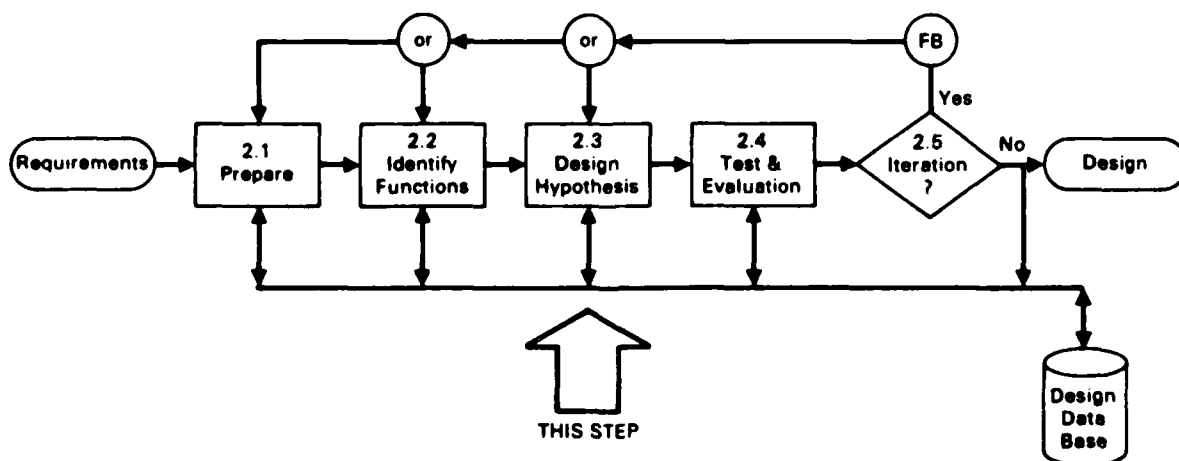 or
or
FB
Yes
Requirements
2.1
Prepare
2.2
Identify
Functions
2.3
Design
Hypothesis
2.4
Test &
Evaluation
2.5
Iteration
?
No
Design
THIS STEP
Design
Data
Base